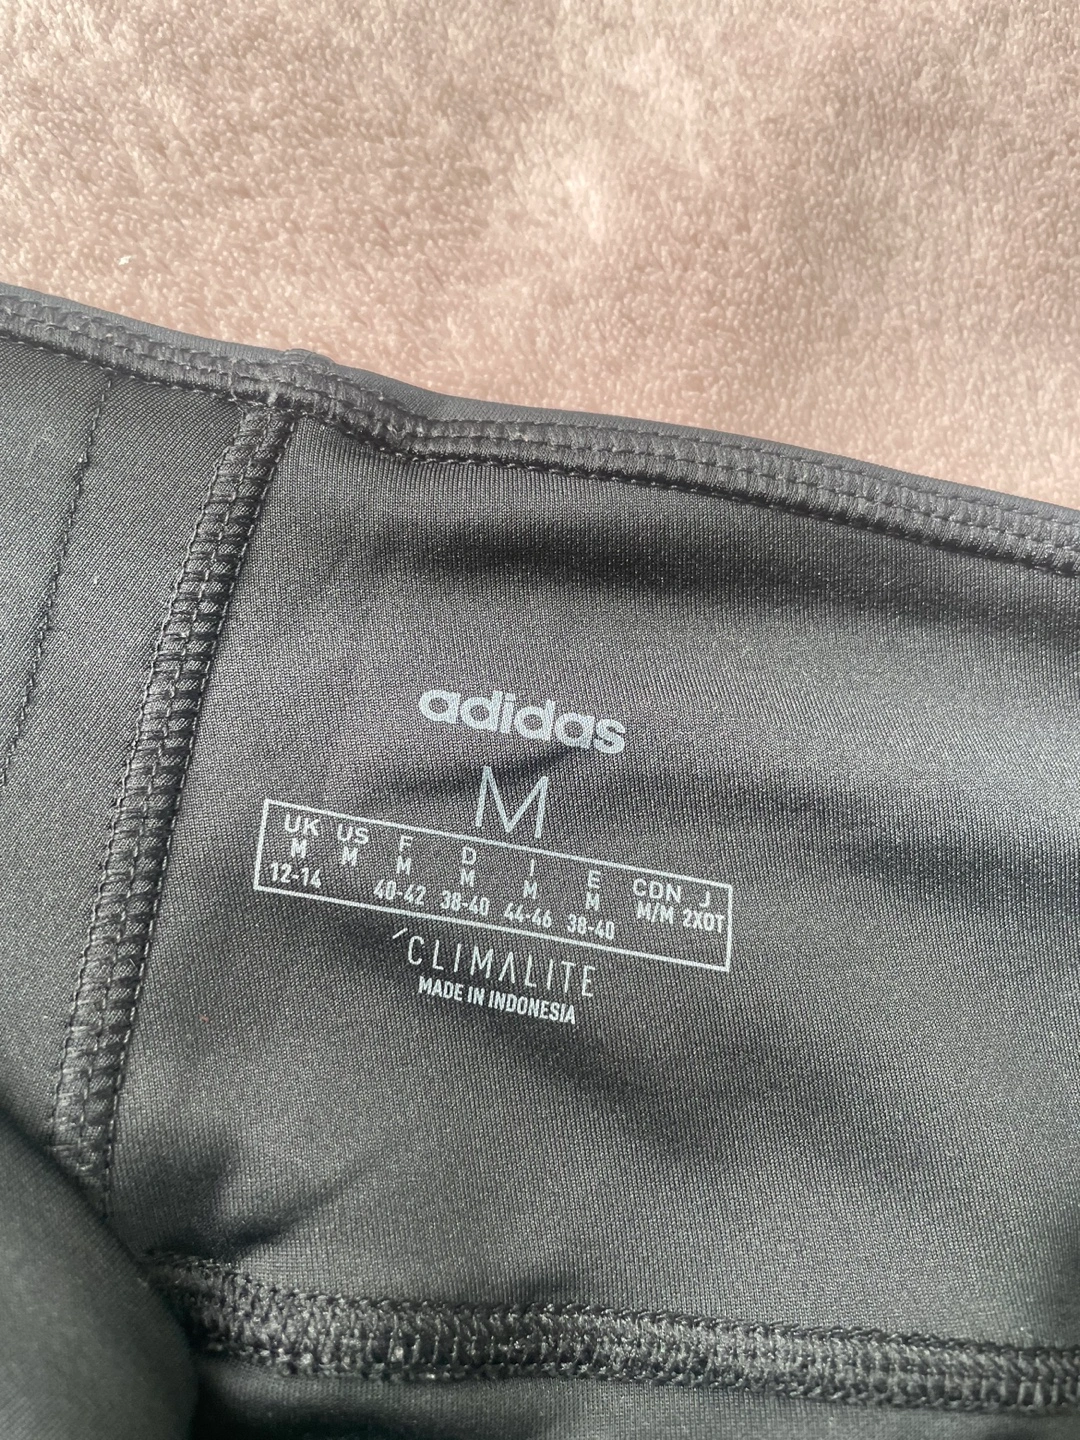 adidas
M
UK US F D I E CDN J
M M M M M M M/M 2XOT
12-14 40-42 38-40 44-46 38-40
CLIMALITE
MADE IN INDONESIA